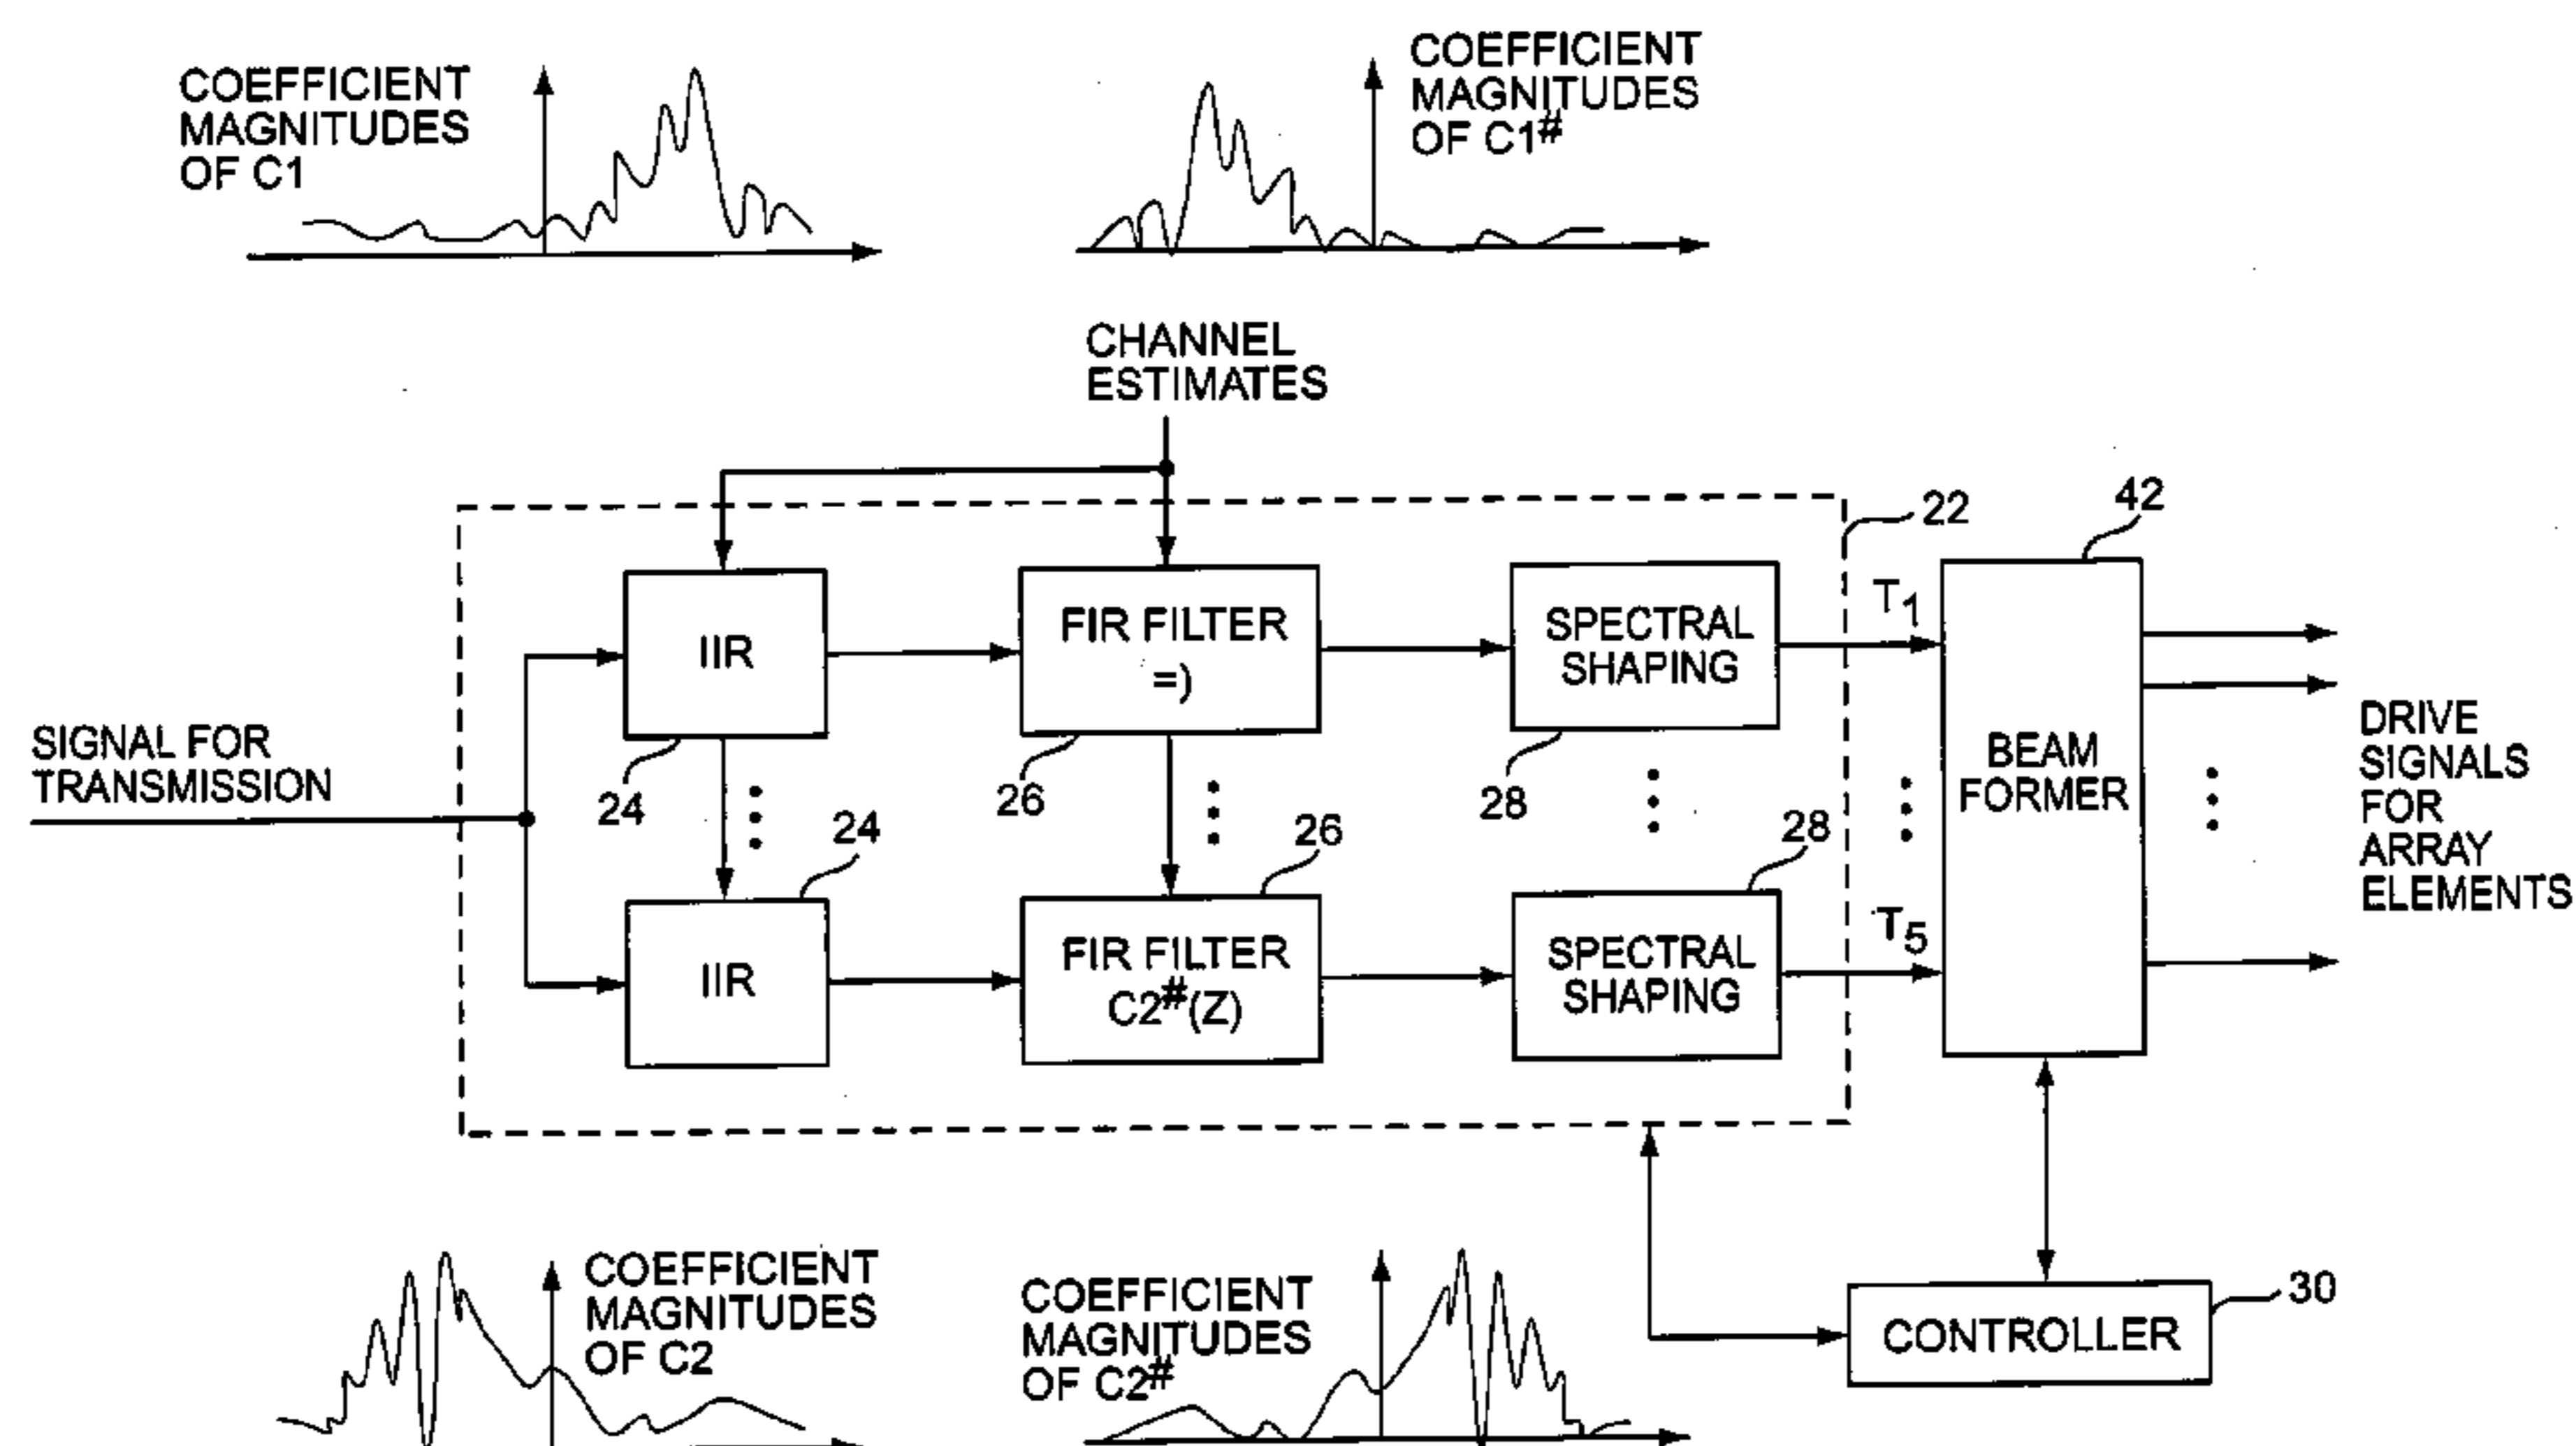 COEFFICIENT
MAGNITUDES
OF C1
COEFFICIENT
MAGNITUDES
OF C1#
CHANNEL
ESTIMATES
22
42
IIR
FIR FILTER
=)
SPECTRAL
SHAPING
T1
BEAM
FORMER
SIGNAL FOR
TRANSMISSION
24
26
28
DRIVE
SIGNALS
FOR
ARRAY
ELEMENTS
24
26
28
IIR
FIR FILTER
C2#(Z)
SPECTRAL
SHAPING
T5
COEFFICIENT
MAGNITUDES
OF C2
COEFFICIENT
MAGNITUDES
OF C2#
CONTROLLER
30